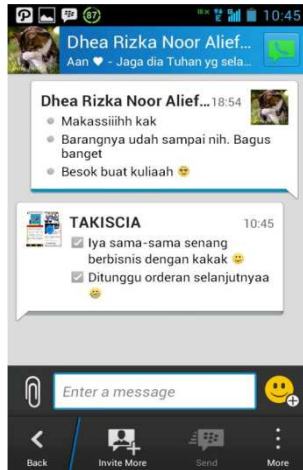 87
10:45
Dhea Rizka Noor Alief...
Aan ♥ - Jaga dia Tuhan yg sela...
Dhea Rizka Noor Alief... 18:54
Makassiiihh kak
Barangnya udah sampai nih. Bagus
banget
Besok buat kuliaah 😊
TAKISCIA 10:45
Iya sama-sama senang
berbisnis dengan kakak 🙂
Ditunggu orderan selanjutnyaa
😁
Enter a message
Back
Invite More
Send
More